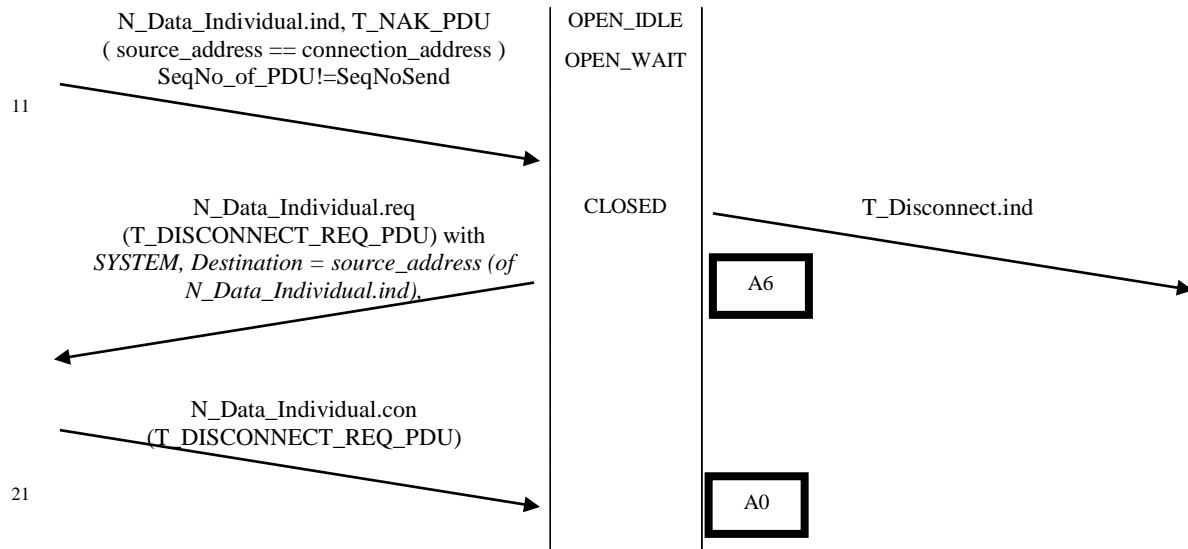 N_Data_Individual.ind, T_NAK_PDU
( source_address == connection_address )
SeqNo_of_PDU!=SeqNoSend
OPEN_IDLE
OPEN_WAIT
11
N_Data_Individual.req
(T_DISCONNECT_REQ_PDU) with
SYSTEM, Destination = source_address (of
N_Data_Individual.ind),
CLOSED
T_Disconnect.ind
A6
N_Data_Individual.con
(T_DISCONNECT_REQ_PDU)
21
A0